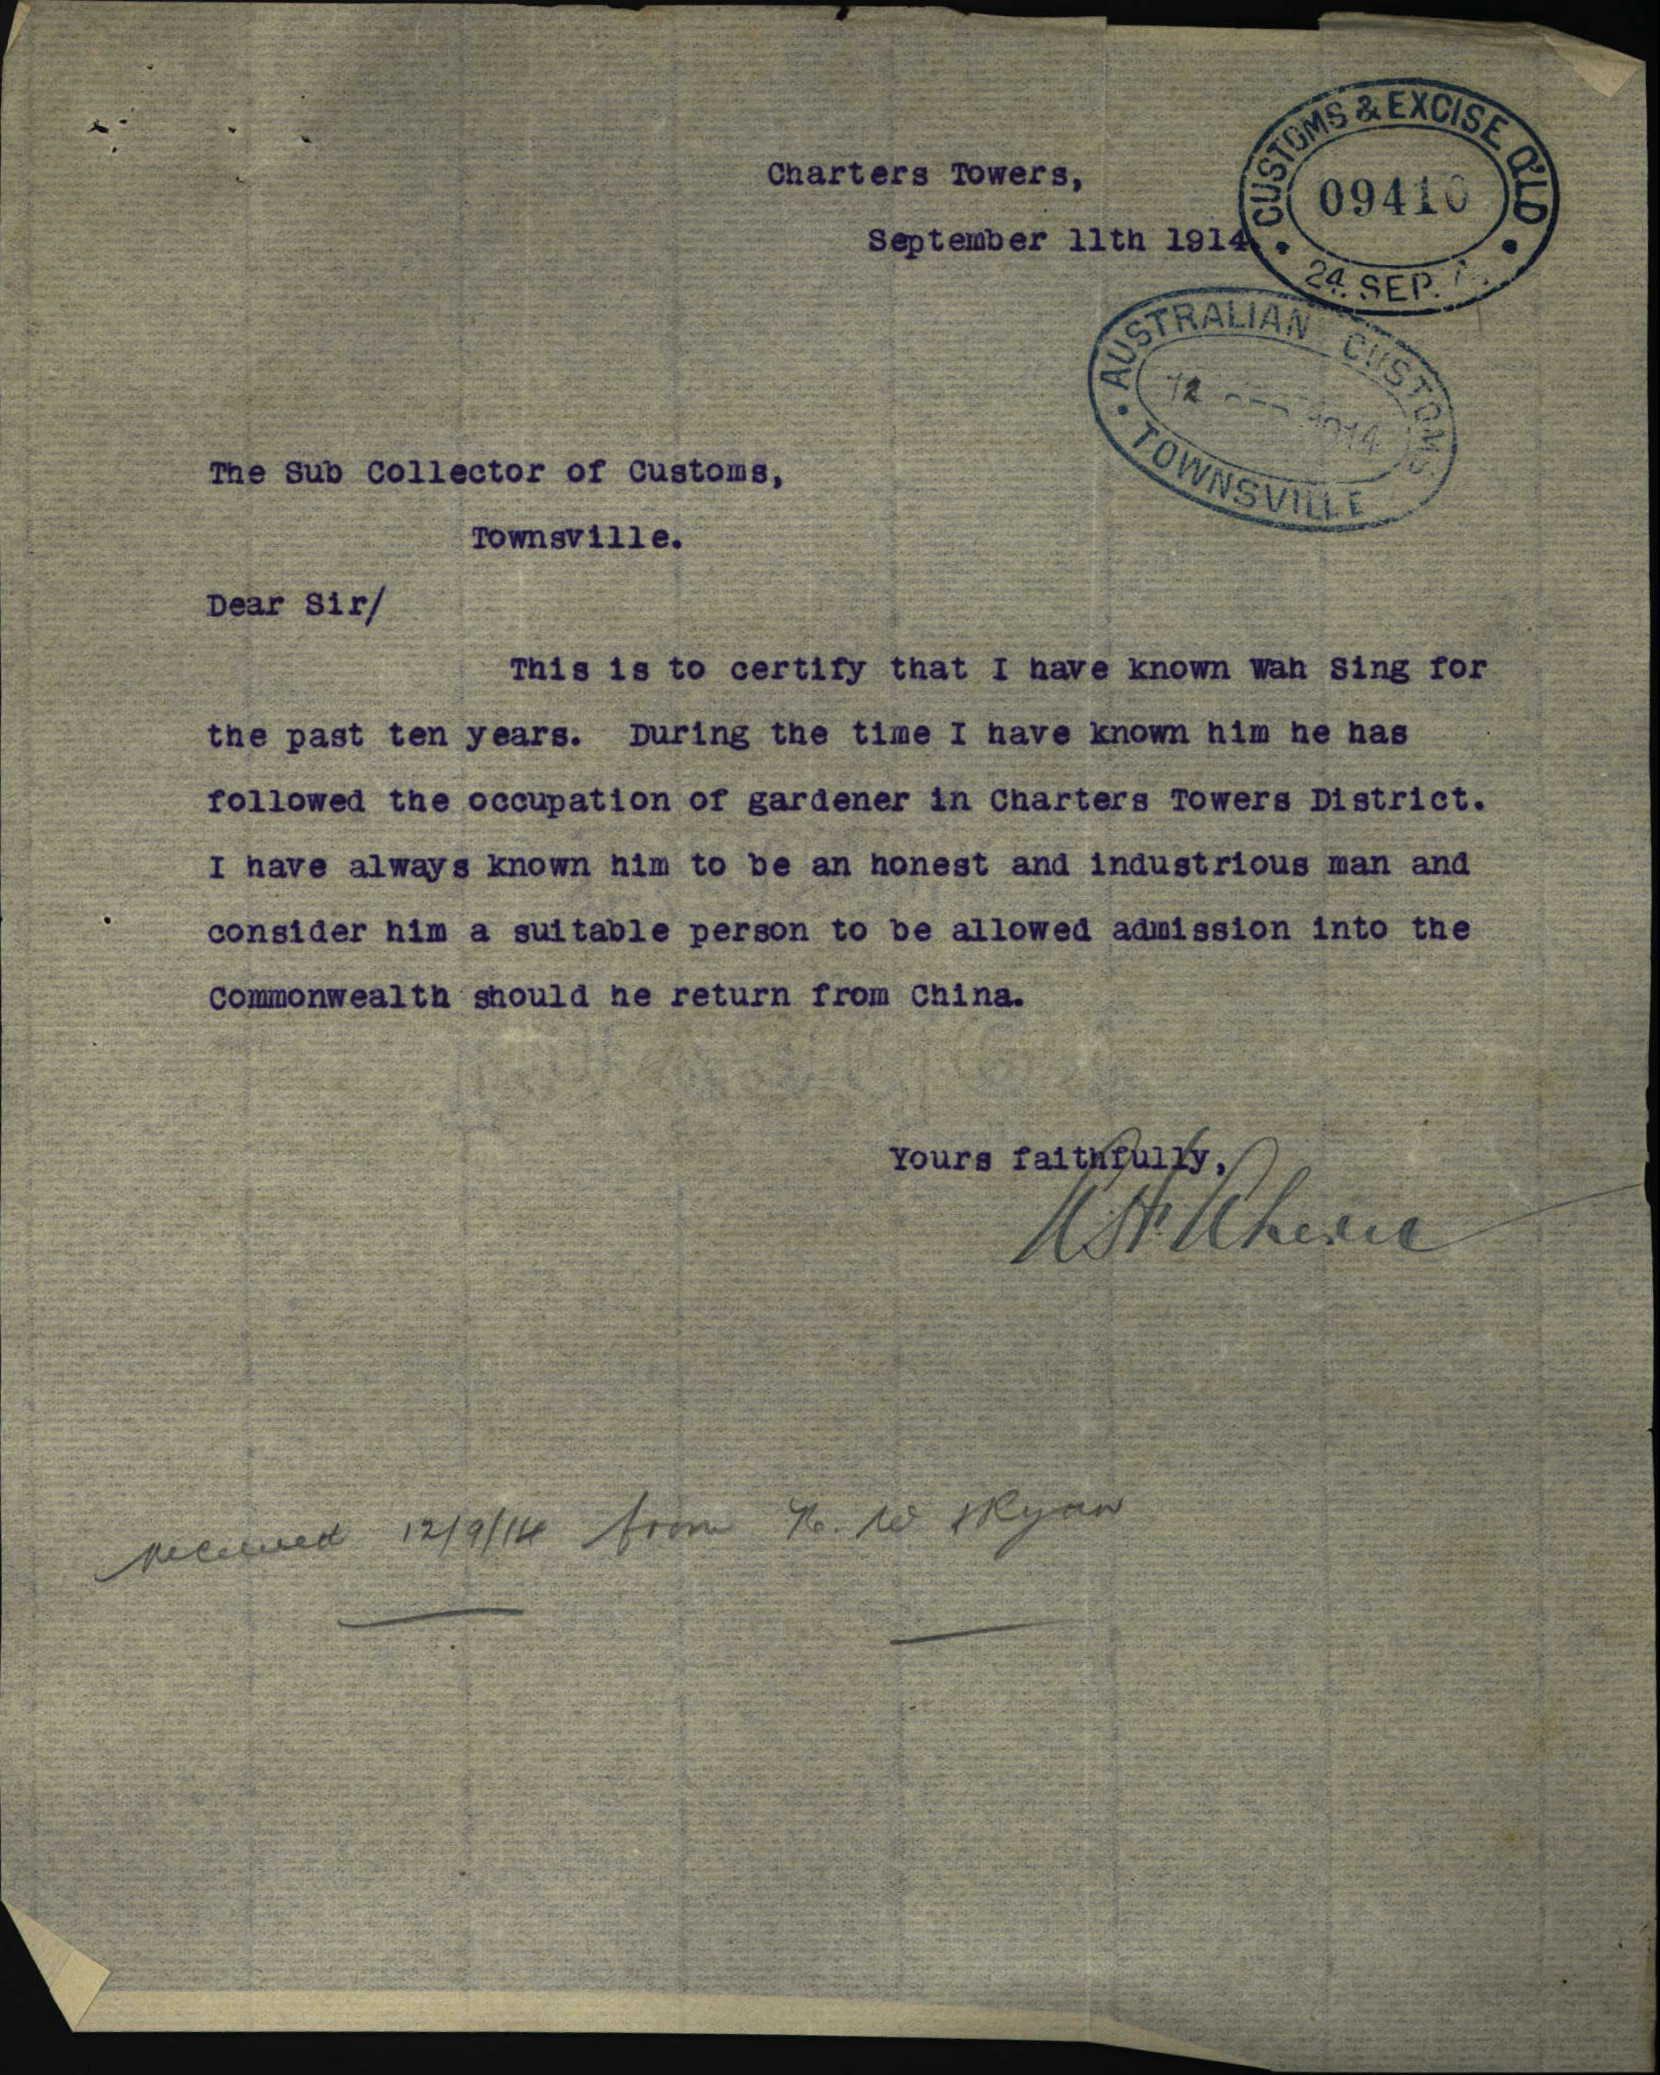 CUSTOMS & EXCISE Q'LD
09410
24. SEP.
Charters Towers,
September 11th 1914
AUSTRALIAN CUSTOMS
12 1914
TOWNSVILLE
The Sub Collector of Customs,
Townsville.
Dear Sir/
This is to certify that I have known Wah Sing for
the past ten years. During the time I have known him he has
followed the occupation of gardener in Charters Towers District.
I have always known him to be an honest and industrious man and
consider him a suitable person to be allowed admission into the
Commonwealth should he return from China.
Yours faithfully,
received 12/9/14 from Ryan